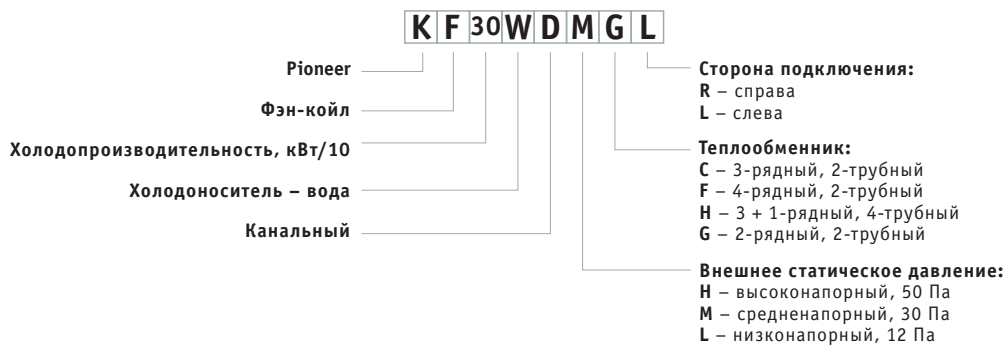 K F 30 W D M G L
Pioneer
Фэн-койл
Холодопроизводительность, кВт/10
Холодоноситель – вода
Канальный
Сторона подключения:
R – справа
L – слева
Теплообменник:
C – 3-рядный, 2-трубный
F – 4-рядный, 2-трубный
H – 3 + 1-рядный, 4-трубный
G – 2-рядный, 2-трубный
Внешнее статическое давление:
H – высоконапорный, 50 Па
M – средненапорный, 30 Па
L – низконапорный, 12 Па